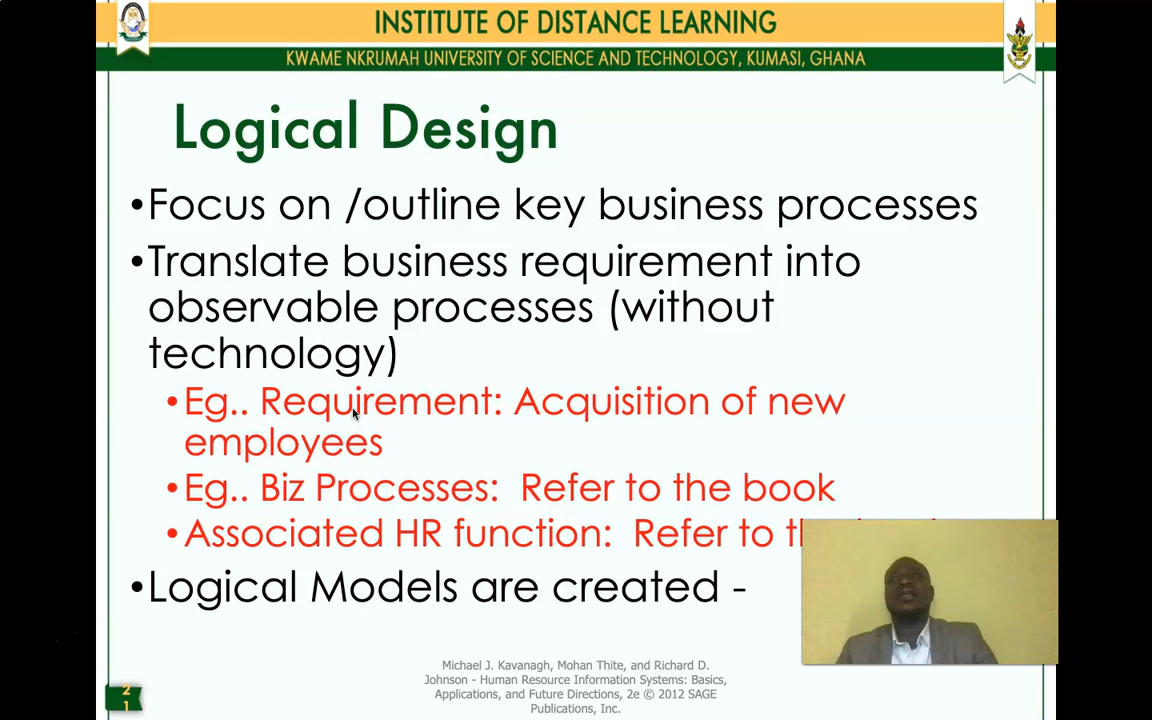 INSTITUTE OF DISTANCE LEARNING
KWAME NKRUMAH UNIVERSITY OF SCIENCE AND TECHNOLOGY, KUMASI, GHANA
Logical Design
•Focus on /outline key business processes
•Translate business requirement into
observable processes (without
technology)
•Eg.. Requirement: Acquisition of new
employees
•Eg.. Biz Processes:  Refer to the book
•Associated HR function:  Refer to
•Logical Models are created -
Michael J. Kavanagh, Mohan Thite, and Richard D.
Johnson - Human Resource Information Systems: Basics,
Applications, and Future Directions, 2e © 2012 SAGE
Publications, Inc.
2
1